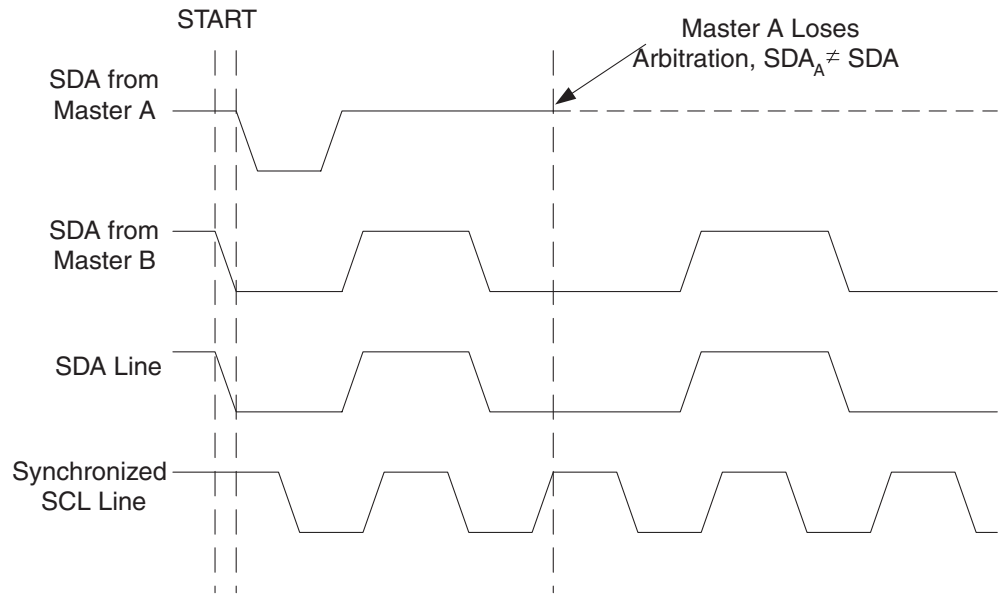 START
Master A Loses
Arbitration, SDA_A ≠ SDA
SDA from
Master A
SDA from
Master B
SDA Line
Synchronized
SCL Line